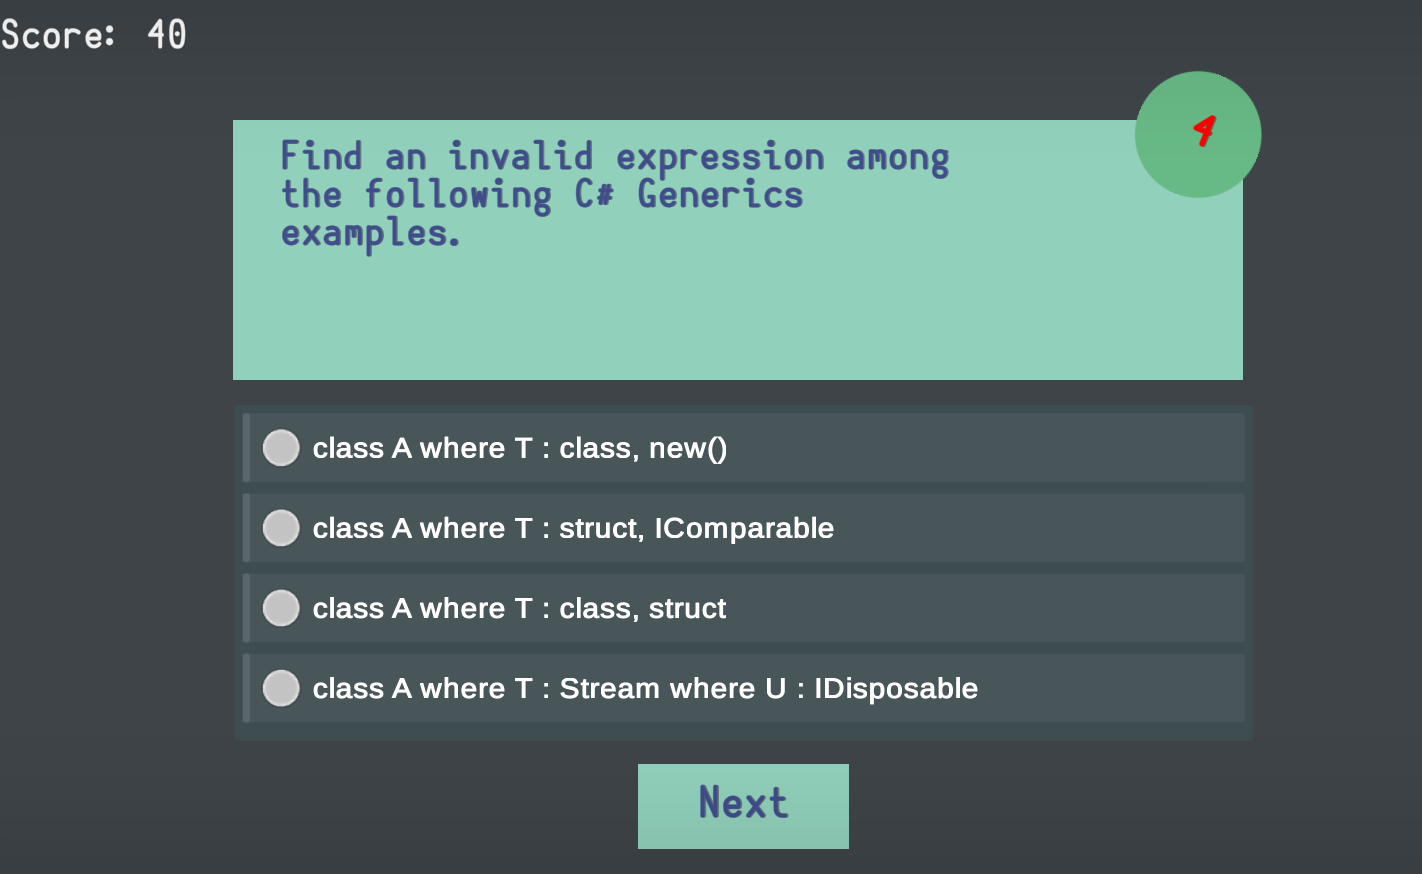 Score: 40
4
Find an invalid expression among
the following C# Generics
examples.
class A where T : class, new()
class A where T : struct, IComparable
class A where T : class, struct
class A where T : Stream where U : IDisposable
Next